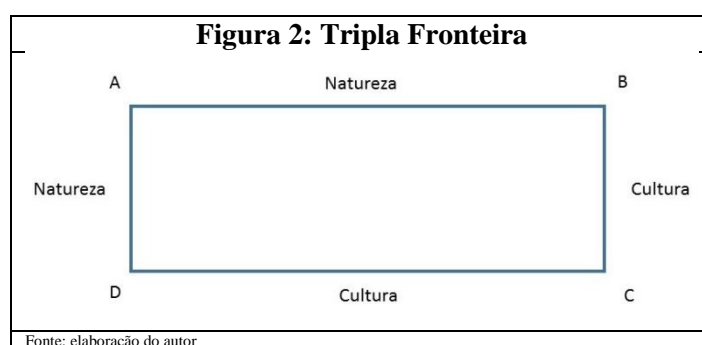 Figura 2: Tripla Fronteira
A Natureza B
Natureza Cultura
D Cultura C
Fonte: elaboração do autor